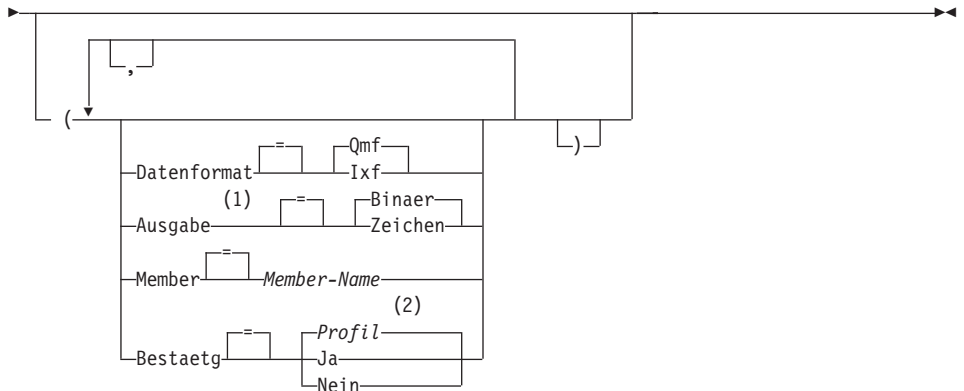 ,
(
)
= Qmf
Datenformat Ixf
(1)
= Binaer
Ausgabe Zeichen
=
Member Member-Name
(2)
= Profil
Bestaetg Ja
Nein